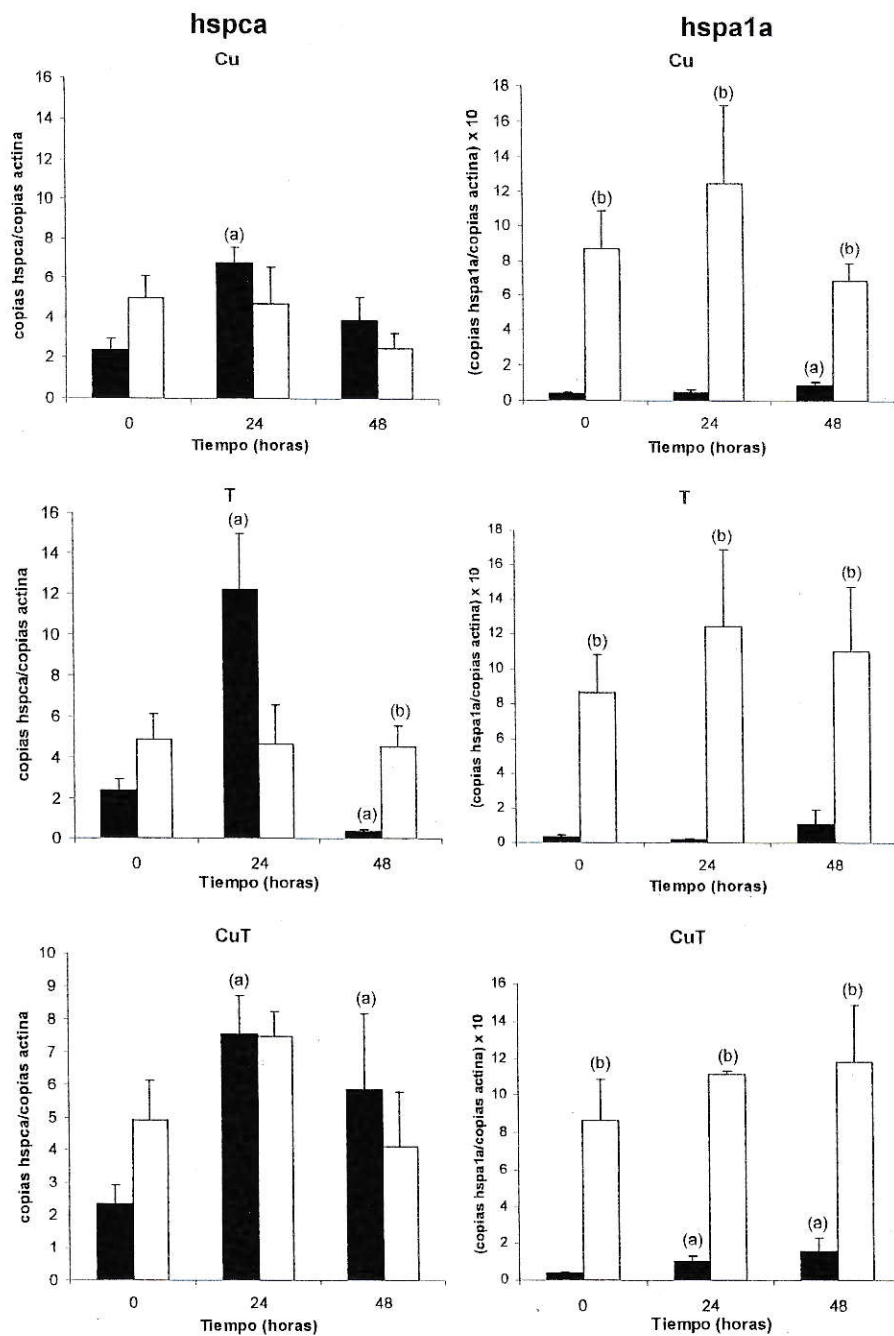 hspca
Cu
16
14
12
10
8
6
4
2
0
copias hspca/copias actina
(a)
0 24 48
Tiempo (horas)
hspa1a
Cu
18
16
14
12
10
8
6
4
2
0
(copias hspa1a/copias actina) x 10
(b)
(b)
(b)
(a)
0 24 48
Tiempo (horas)
T
16
14
12
10
8
6
4
2
0
copias hspca/copias actina
(a)
(b)
(a)
0 24 48
Tiempo (horas)
T
18
16
14
12
10
8
6
4
2
0
(copias hspa1a/copias actina) x 10
(b)
(b)
(b)
0 24 48
Tiempo (horas)
CuT
10
9
8
7
6
5
4
3
2
1
0
copias hspca/copias actina
(a) (a)
0 24 48
Tiempo (horas)
CuT
16
14
12
10
8
6
4
2
0
(copias hspa1a/copias actina) x 10
(b)
(b)
(b)
(a)
(a)
0 24 48
Tiempo (horas)